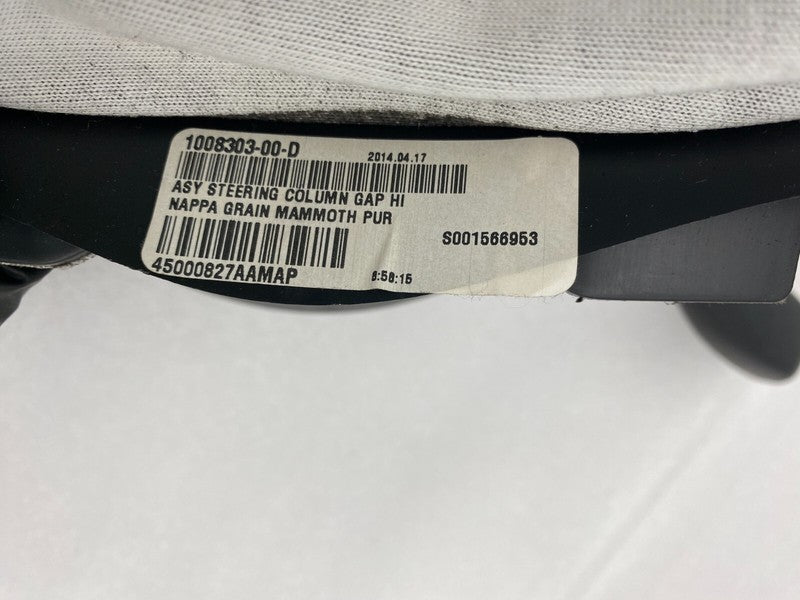 1008303-00-D 2014.04.17
ASY STEERING COLUMN GAP HI
NAPPA GRAIN MAMMOTH PUR
S001566953
45000827AAMAP 8:58:15